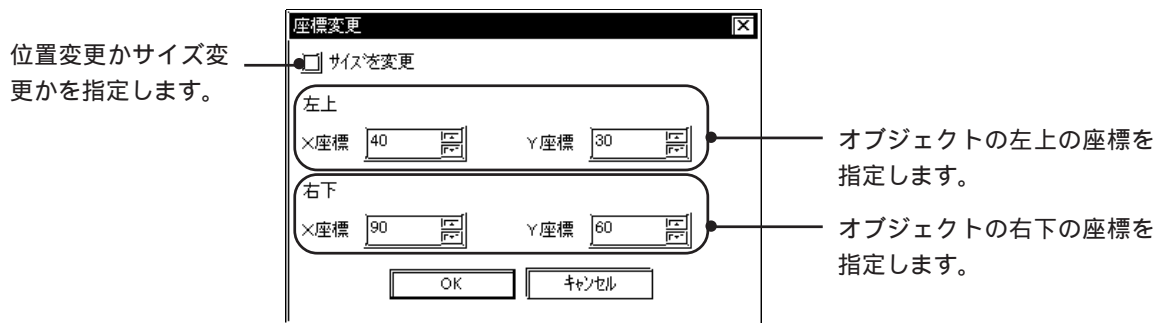 座標変更
位置変更かサイズ変
更かを指定します。
サイズを変更
左上
X座標 40 Y座標 30
オブジェクトの左上の座標を
指定します。
右下
X座標 90 Y座標 60
オブジェクトの右下の座標を
指定します。
OK キャンセル